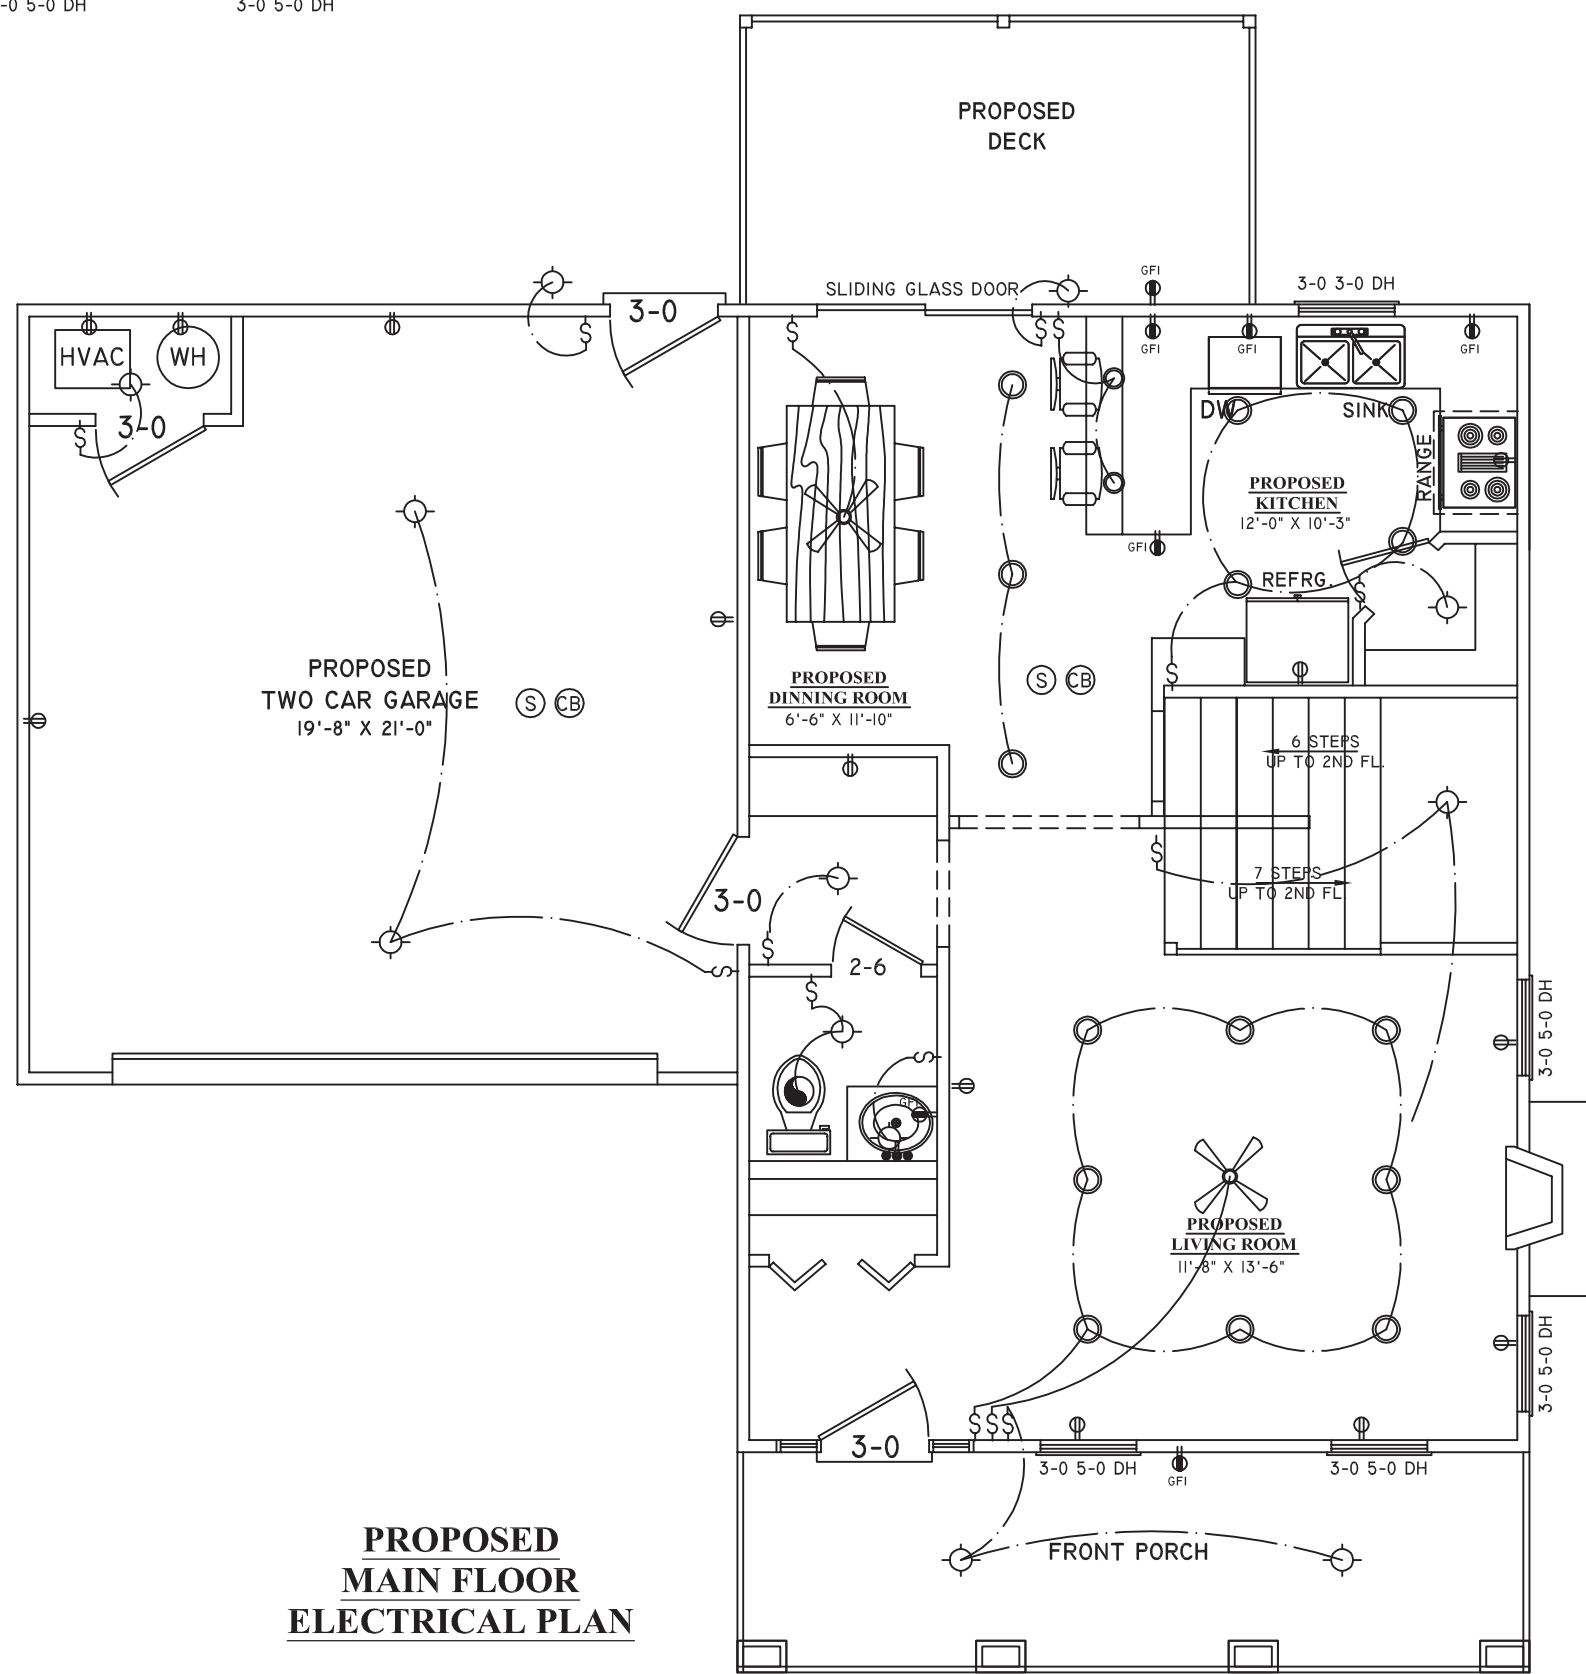 -0 5-0 DH
3-0 5-0 DH
PROPOSED
DECK
SLIDING GLASS DOOR
GFI
3-0 3-0 DH
3-0
S
S
S
S
GFI
GFI
GFI
HVAC
WH
3-0
S
DW
SINK
RANGE
PROPOSED
KITCHEN
12'-0" X 10'-3"
GFI
REFRG.
S
PROPOSED
TWO CAR GARAGE
19'-8" X 21'-0"
S
CB
PROPOSED
DINNING ROOM
6'-6" X 11'-10"
S
CB
S
6 STEPS
UP TO 2ND FL.
S
7 STEPS
UP TO 2ND FL.
3-0
S
S
2-6
S
S
GFI
3-0 5-0 DH
PROPOSED
LIVING ROOM
11'-8" X 13'-6"
3-0 5-0 DH
S S S
3-0
3-0 5-0 DH
GFI
3-0 5-0 DH
FRONT PORCH
PROPOSED
MAIN FLOOR
ELECTRICAL PLAN